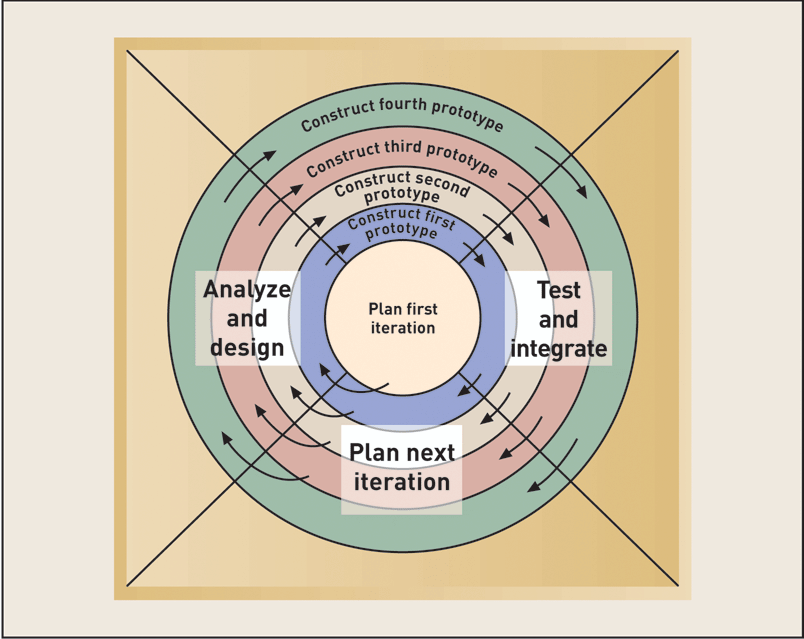 Construct fourth prototype
Construct third prototype
Construct second
prototype
Construct first
prototype
Plan first
iteration
Analyze
and
design
Test
and
integrate
Plan next
iteration